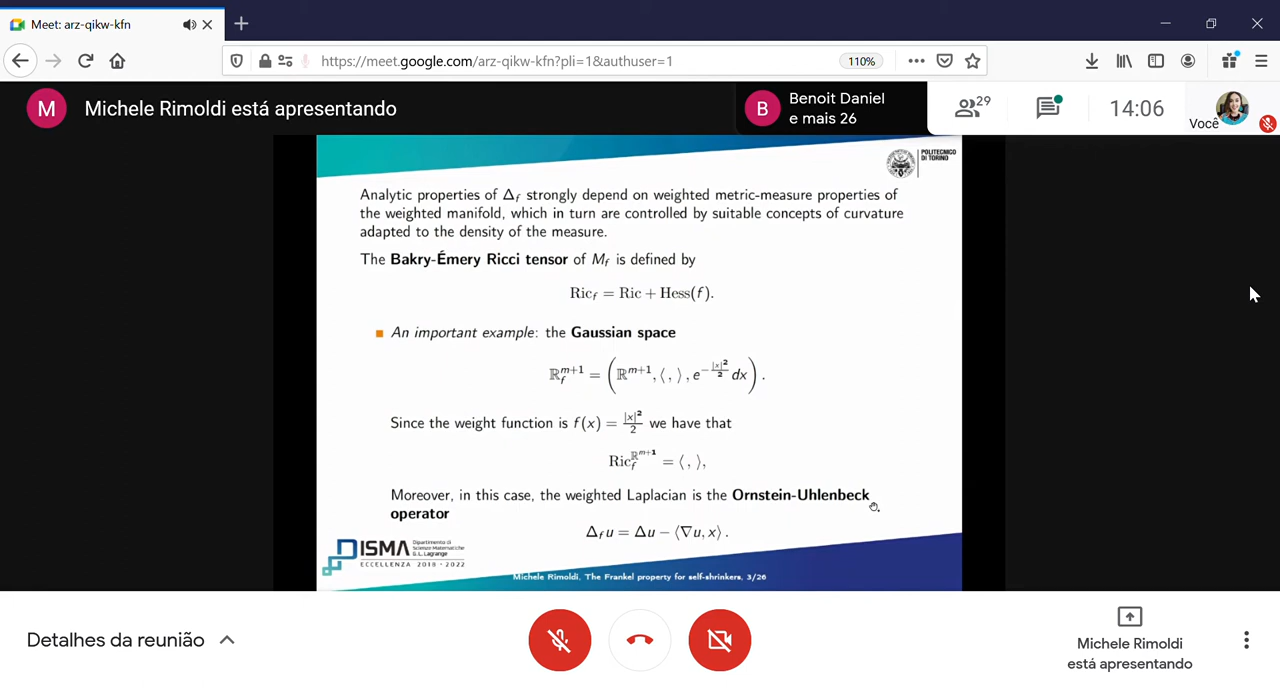 Meet: arz-qikw-kfn
https://meet.google.com/arz-qikw-kfn?pli=1&authuser=1
110%
M
Michele Rimoldi está apresentando
B
Benoit Daniel
e mais 26
29
14:06
Você
POLITECNICO
DI TORINO
Analytic properties of Δ_f strongly depend on weighted metric-measure properties of
the weighted manifold, which in turn are controlled by suitable concepts of curvature
adapted to the density of the measure.
The Bakry-Émery Ricci tensor of M_f is defined by
Ric_f = Ric + Hess(f).
An important example: the Gaussian space
ℝ_f^{m+1} = (ℝ^{m+1}, ⟨ , ⟩, e^{-|x|²/2} dx).
Since the weight function is f(x) = |x|²/2 we have that
Ric_f^{ℝ^{m+1}} = ⟨ , ⟩,
Moreover, in this case, the weighted Laplacian is the Ornstein-Uhlenbeck
operator
Δ_f u = Δu − ⟨∇u, x⟩.
DISMA
Dipartimento di
Scienze Matematiche
G.L. Lagrange
ECCELLENZA 2018 - 2022
Michele Rimoldi, The Frankel property for self-shrinkers, 3/26
Detalhes da reunião
Michele Rimoldi
está apresentando